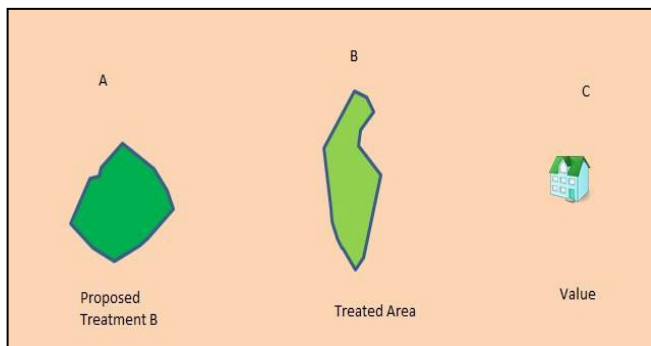 A
B
C
Proposed
Treatment B
Treated Area
Value